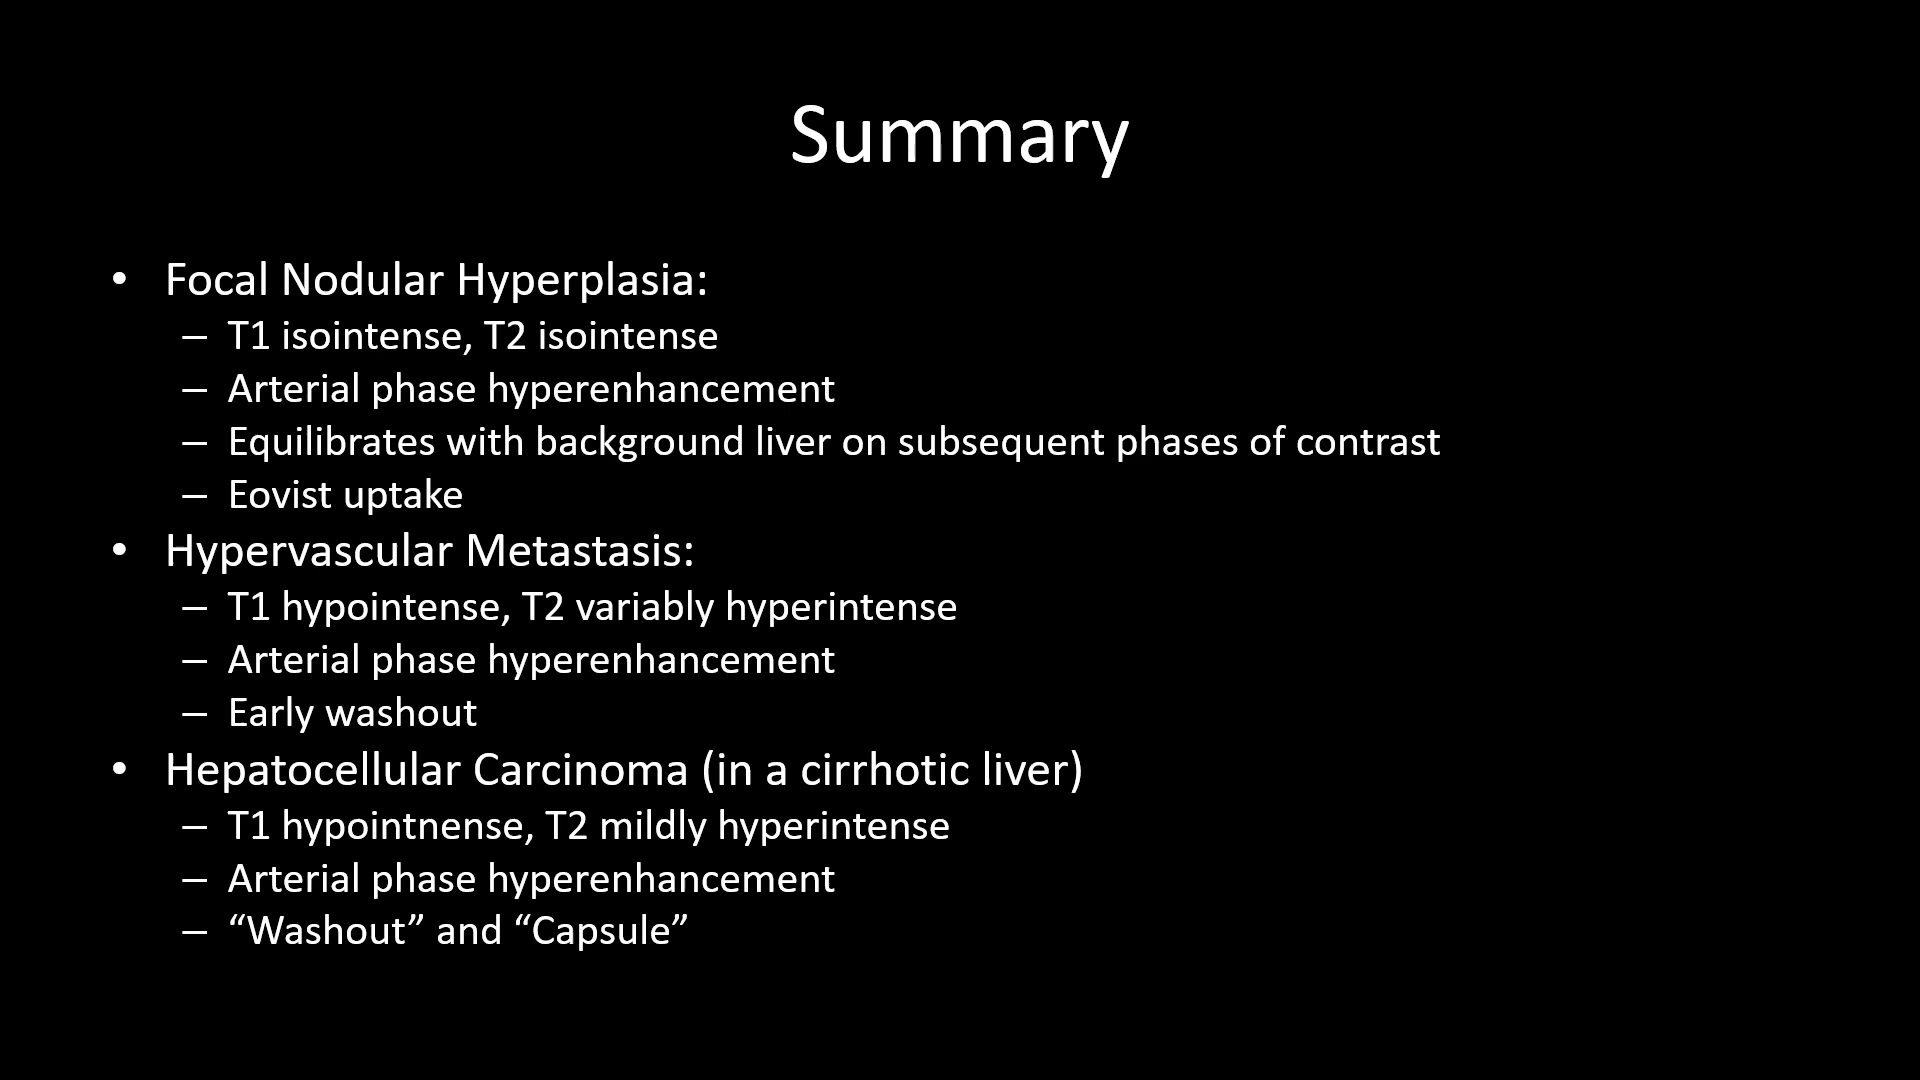 Summary
• Focal Nodular Hyperplasia:
– T1 isointense, T2 isointense
– Arterial phase hyperenhancement
– Equilibrates with background liver on subsequent phases of contrast
– Eovist uptake
• Hypervascular Metastasis:
– T1 hypointense, T2 variably hyperintense
– Arterial phase hyperenhancement
– Early washout
• Hepatocellular Carcinoma (in a cirrhotic liver)
– T1 hypointnense, T2 mildly hyperintense
– Arterial phase hyperenhancement
– “Washout” and “Capsule”